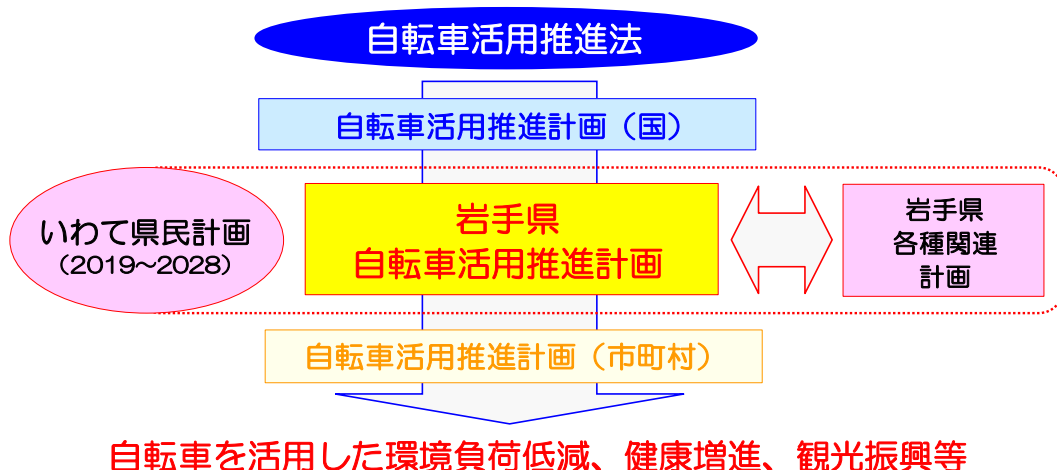 自転車活用推進法
自転車活用推進計画（国）
いわて県民計画
（2019～2028）
岩手県
自転車活用推進計画
岩手県
各種関連
計画
自転車活用推進計画（市町村）
自転車を活用した環境負荷低減、健康増進、観光振興等